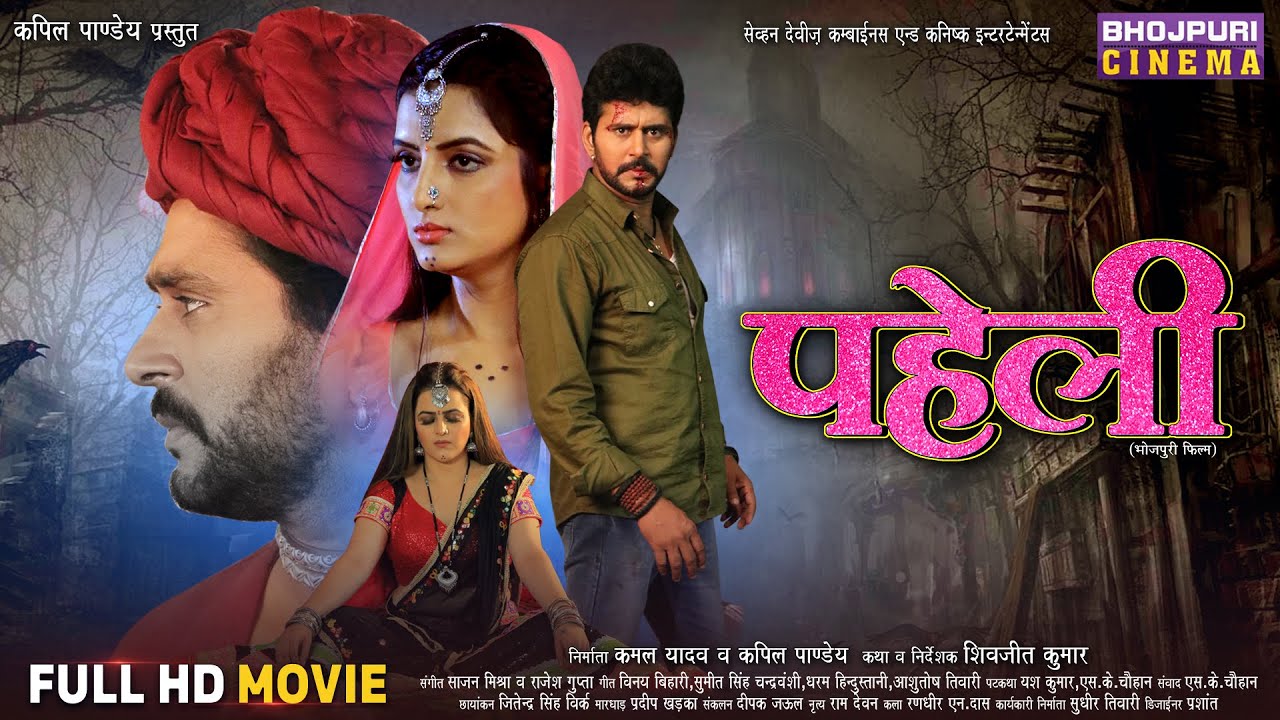 कपिल पाण्डेय प्रस्तुत
सेव्हन देवीज़ कम्बाईनस एन्ड कनिष्क इन्टरटेन्मेंटस
BHOJPURI
CINEMA
पहेली
(भोजपुरी फिल्म)
निर्माता कमल यादव व कपिल पाण्डेय कथा व निर्देशक शिवजीत कुमार
संगीत साजन मिश्रा व राजेश गुप्ता गीत विनय बिहारी,सुमीत सिंह चन्द्रवंशी,धरम हिन्दुस्तानी,आशुतोष तिवारी पटकथा यश कुमार,एस.के.चौहान संवाद एस.के.चौहान
छायांकन जितेन्द्र सिंह विर्क मारधाड़ प्रदीप खड़का संकलन दीपक जऊल नृत्य राम देवन कला रणधीर एन.दास कार्यकारी निर्माता सुधीर तिवारी डिजाईनर प्रशांत
FULL HD MOVIE